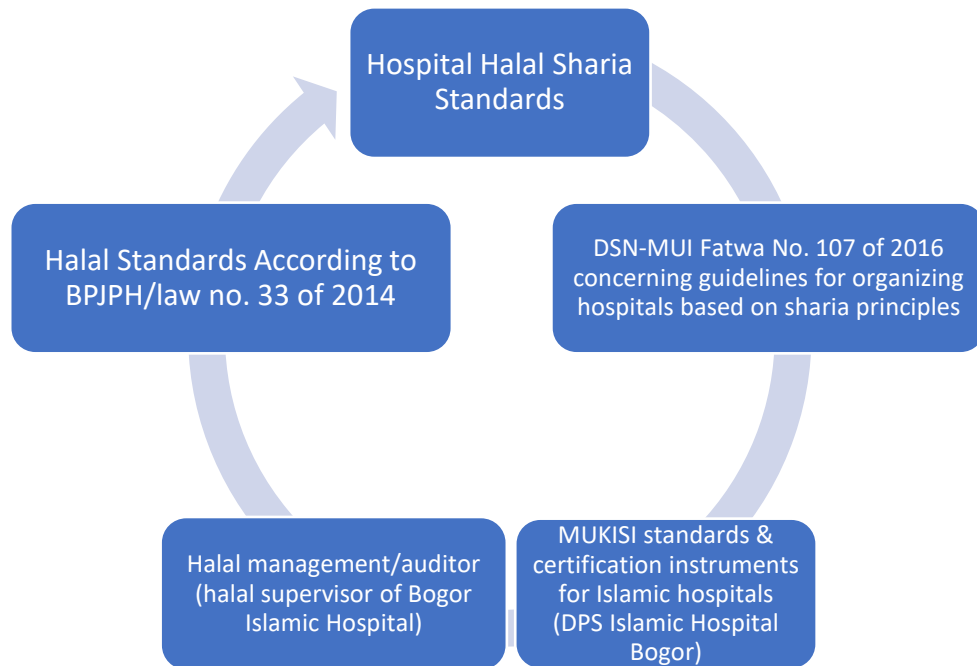 Hospital Halal Sharia
Standards
DSN-MUI Fatwa No. 107 of 2016
concerning guidelines for organizing
hospitals based on sharia principles
MUKISI standards &
certification instruments
for Islamic hospitals
(DPS Islamic Hospital
Bogor)
Halal management/auditor
(halal supervisor of Bogor
Islamic Hospital)
Halal Standards According to
BPJPH/law no. 33 of 2014